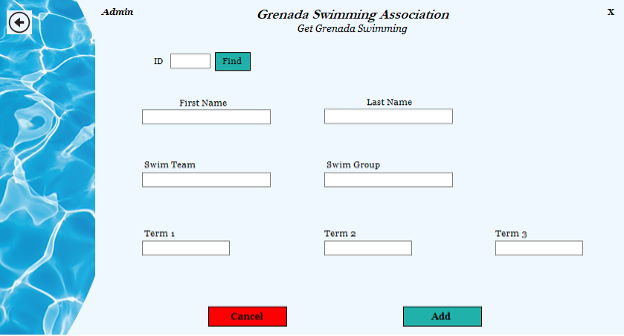 Admin
Grenada Swimming Association
X
Get Grenada Swimming
ID
Find
First Name
Last Name
Swim Team
Swim Group
Term 1
Term 2
Term 3
Cancel
Add